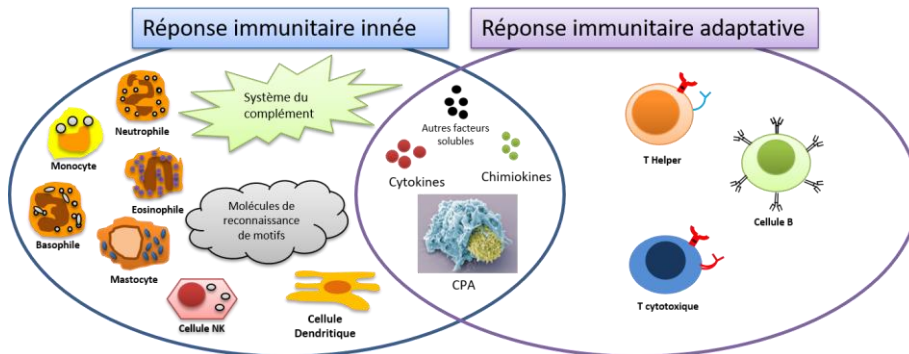 Réponse immunitaire innée
Réponse immunitaire adaptative
Neutrophile
Monocyte
Système du
complément
Eosinophile
Basophile
Molécules de
reconnaissance
de motifs
Mastocyte
Cellule NK
Cellule
Dendritique
Autres facteurs
solubles
Cytokines
Chimiokines
CPA
T Helper
Cellule B
T cytotoxique